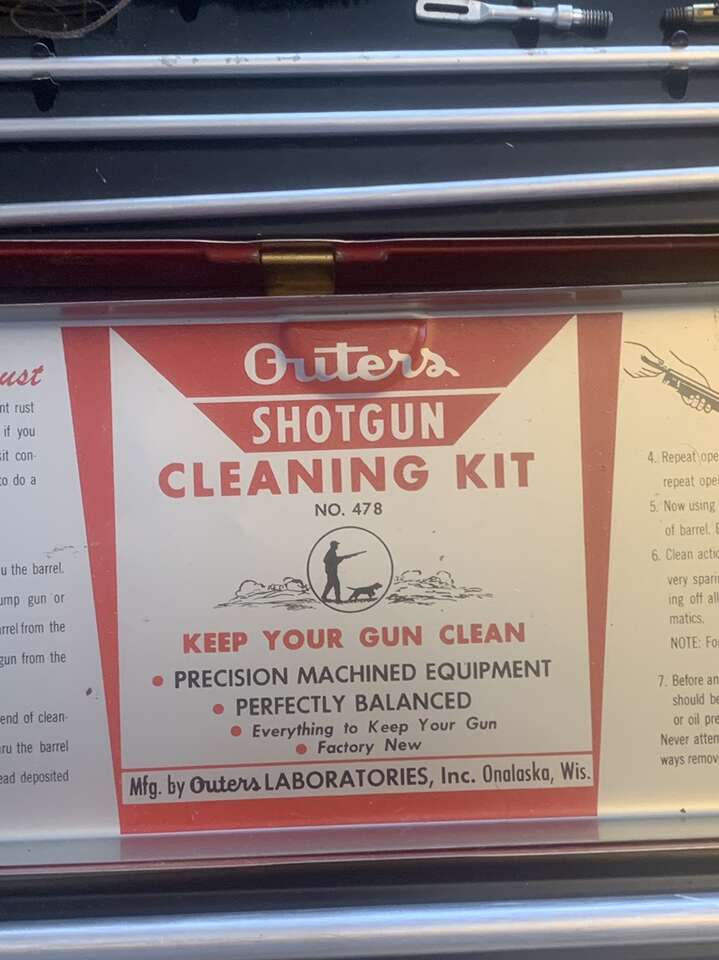 ust
nt rust
if you
sit con-
to do a
u the barrel.
ump gun or
rrel from the
gun from the
end of clean-
ru the barrel
ead deposited
Outers
SHOTGUN
CLEANING KIT
NO. 478
KEEP YOUR GUN CLEAN
• PRECISION MACHINED EQUIPMENT
• PERFECTLY BALANCED
• Everything to Keep Your Gun
• Factory New
Mfg. by Outers LABORATORIES, Inc. Onalaska, Wis.
4. Repeat ope
repeat ope
5. Now using
of barrel. E
6. Clean actio
very spari
ing off all
matics.
NOTE: Fo
7. Before an
should be
or oil pre
Never attem
ways remov